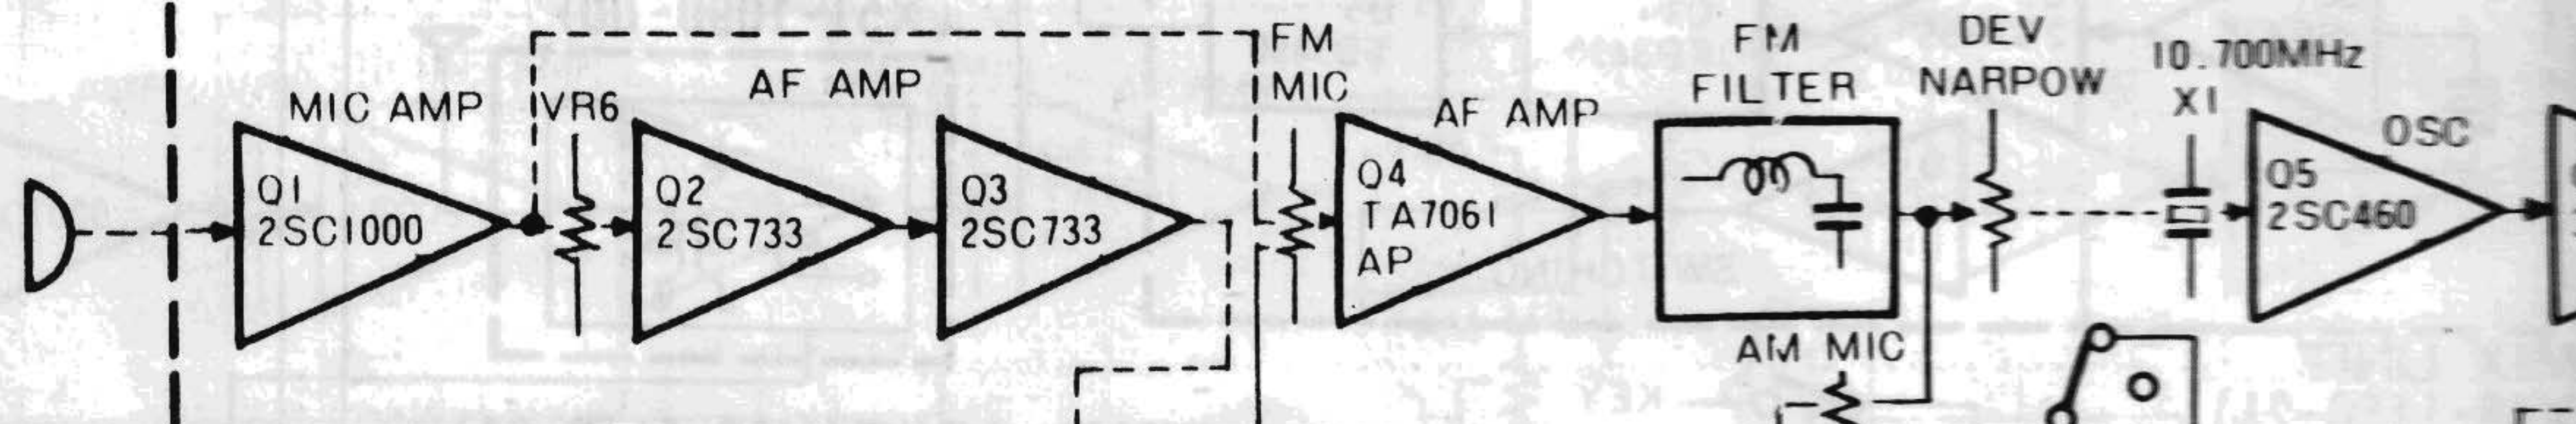 MIC AMP
VR6
AF AMP
FM
MIC
AF AMP
FM
FILTER
DEV
NARPOW
10.700MHz
X1
OSC
Q1
2SC1000
Q2
2SC733
Q3
2SC733
Q4
TA7061
AP
Q5
2SC460
AM MIC